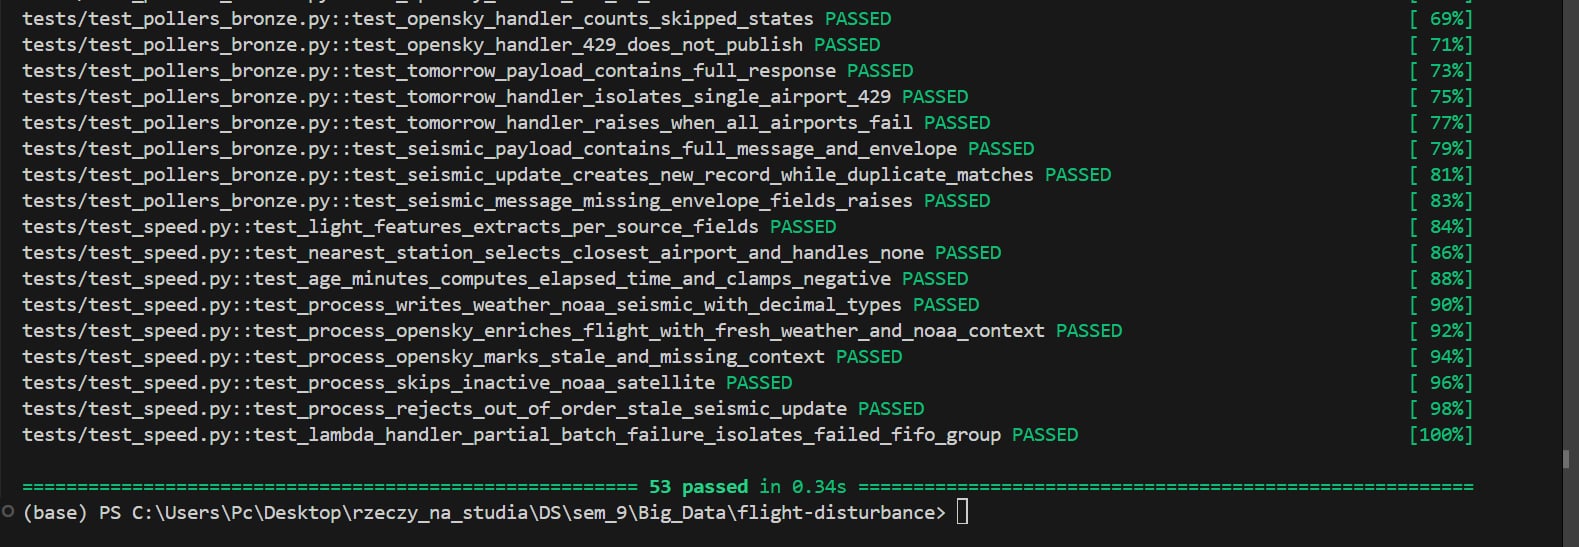 tests/test_pollers_bronze.py::test_opensky_handler_counts_skipped_states PASSED [ 69%]
tests/test_pollers_bronze.py::test_opensky_handler_429_does_not_publish PASSED [ 71%]
tests/test_pollers_bronze.py::test_tomorrow_payload_contains_full_response PASSED [ 73%]
tests/test_pollers_bronze.py::test_tomorrow_handler_isolates_single_airport_429 PASSED [ 75%]
tests/test_pollers_bronze.py::test_tomorrow_handler_raises_when_all_airports_fail PASSED [ 77%]
tests/test_pollers_bronze.py::test_seismic_payload_contains_full_message_and_envelope PASSED [ 79%]
tests/test_pollers_bronze.py::test_seismic_update_creates_new_record_while_duplicate_matches PASSED [ 81%]
tests/test_pollers_bronze.py::test_seismic_message_missing_envelope_fields_raises PASSED [ 83%]
tests/test_speed.py::test_light_features_extracts_per_source_fields PASSED [ 84%]
tests/test_speed.py::test_nearest_station_selects_closest_airport_and_handles_none PASSED [ 86%]
tests/test_speed.py::test_age_minutes_computes_elapsed_time_and_clamps_negative PASSED [ 88%]
tests/test_speed.py::test_process_writes_weather_noaa_seismic_with_decimal_types PASSED [ 90%]
tests/test_speed.py::test_process_opensky_enriches_flight_with_fresh_weather_and_noaa_context PASSED [ 92%]
tests/test_speed.py::test_process_opensky_marks_stale_and_missing_context PASSED [ 94%]
tests/test_speed.py::test_process_skips_inactive_noaa_satellite PASSED [ 96%]
tests/test_speed.py::test_process_rejects_out_of_order_stale_seismic_update PASSED [ 98%]
tests/test_speed.py::test_lambda_handler_partial_batch_failure_isolates_failed_fifo_group PASSED [100%]
======================================================== 53 passed in 0.34s ========================================================
(base) PS C:\Users\Pc\Desktop\rzeczy_na_studia\DS\sem_9\Big_Data\flight-disturbance>